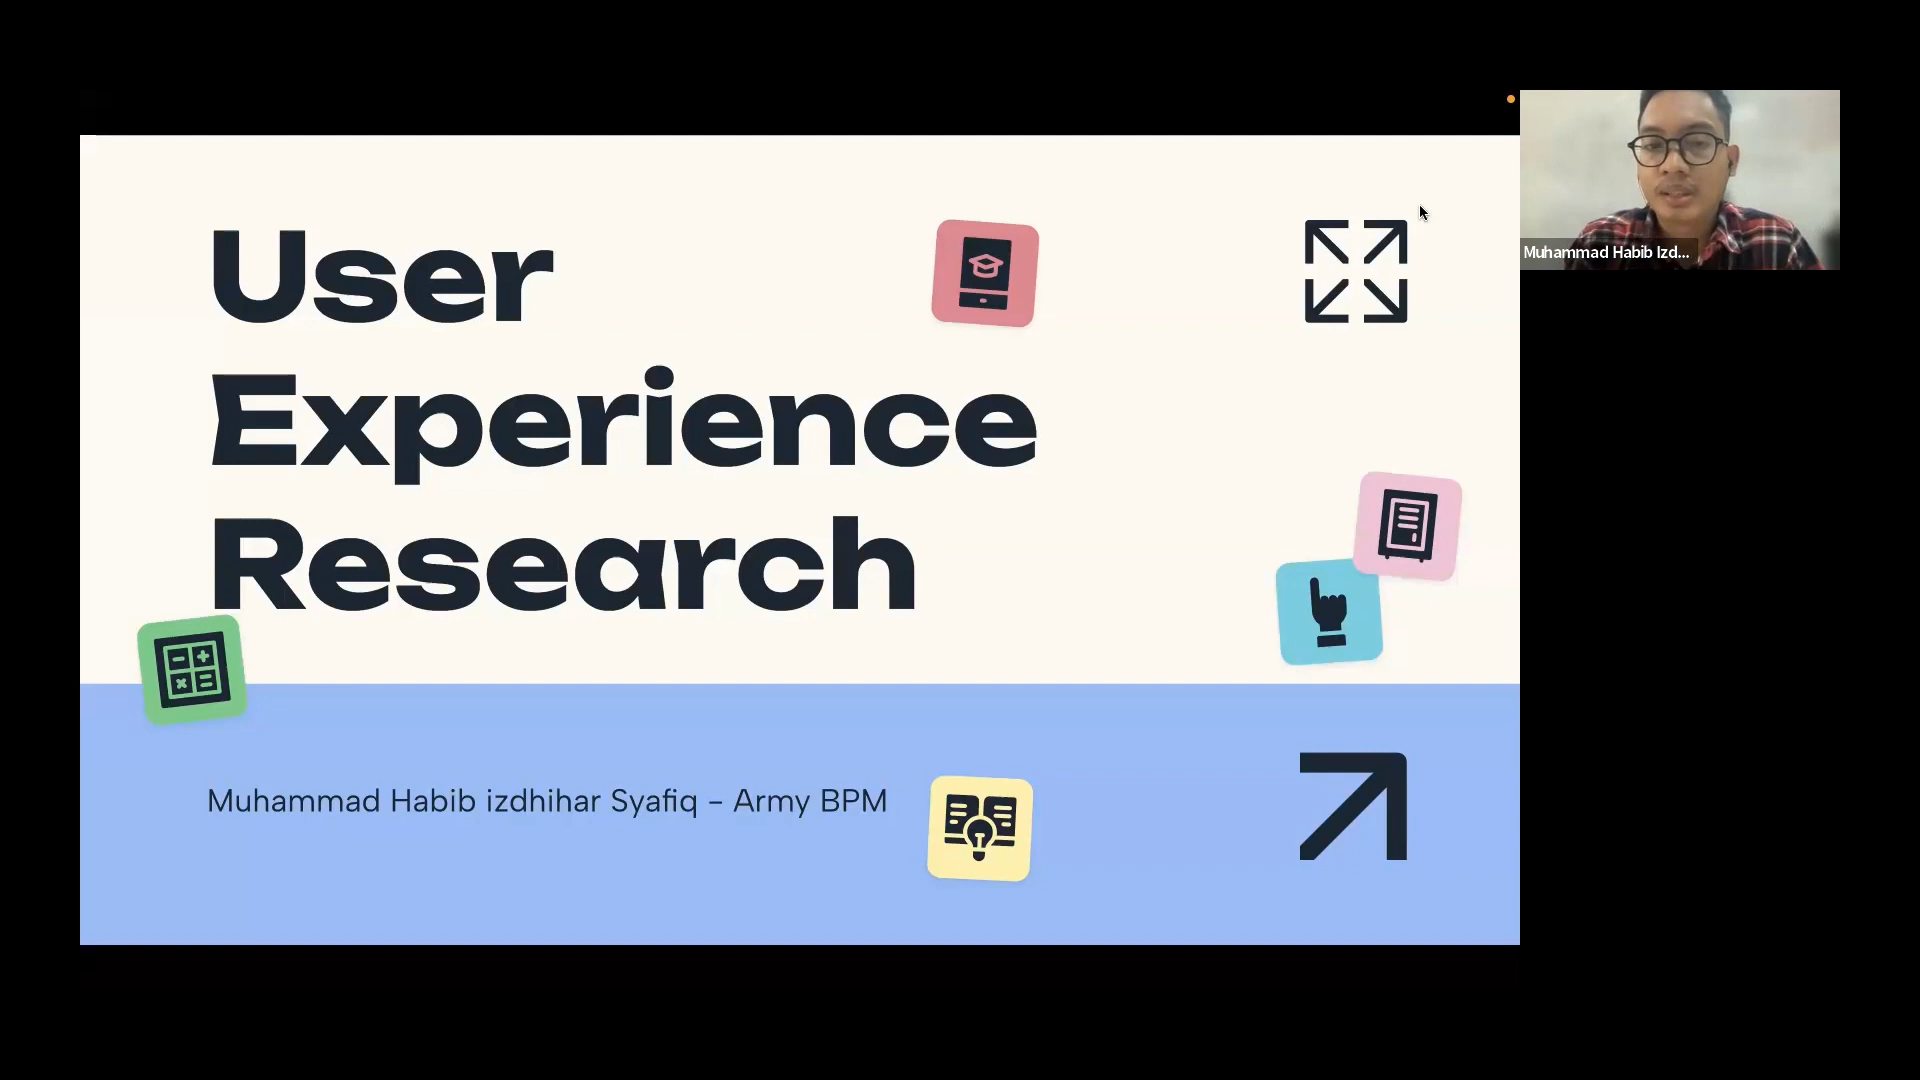 User
Experience
Research
Muhammad Habib izdhihar Syafiq - Army BPM
Muhammad Habib Izd...